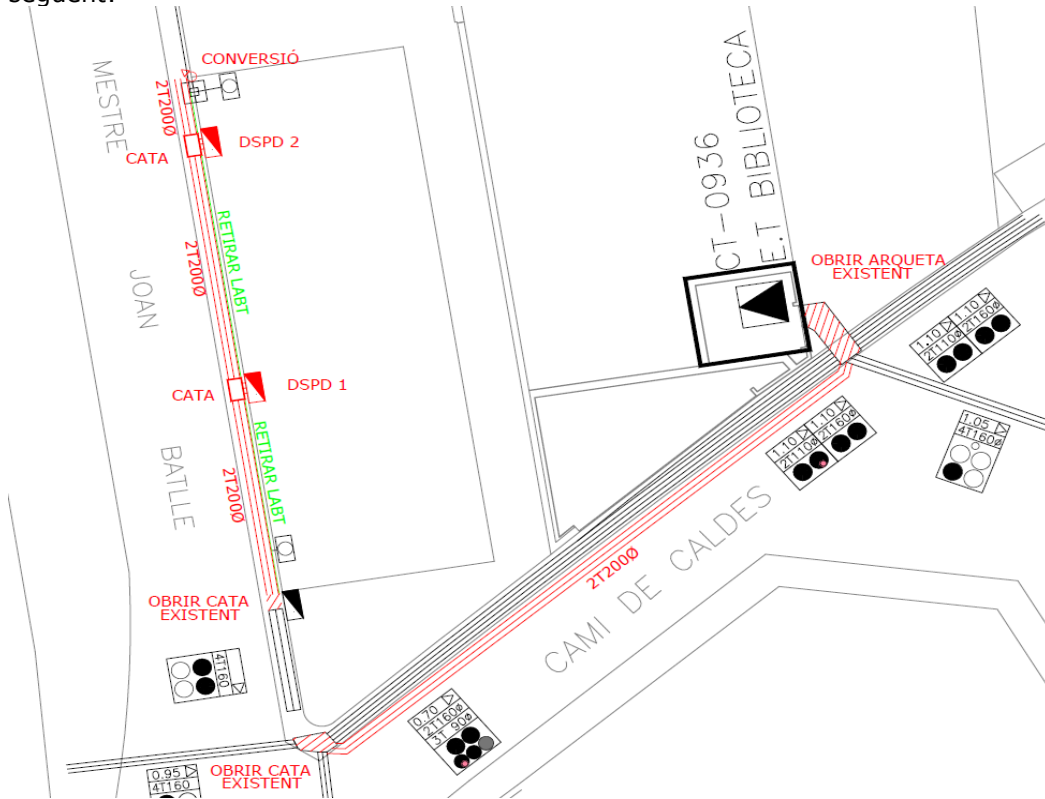 següent:
CONVERSIÓ
MESTRE
2T200Ø
DSPD 2
CATA
CT-0936
E.T BIBLIOTECA
RETIRAR LABT
2T200Ø
OBRIR ARQUETA
EXISTENT
JOAN
1.10 1.10
2T110ø 2T160ø
DSPD 1
CATA
1.10 1.10
2T110ø 2T160ø
1.05
4T160ø
RETIRAR LABT
BATLLE
2T200Ø
2T200Ø
CAMI DE CALDES
OBRIR CATA
EXISTENT
4T160
0.70
2T160ø
3T 90ø
OBRIR CATA
EXISTENT
0.95
4T160